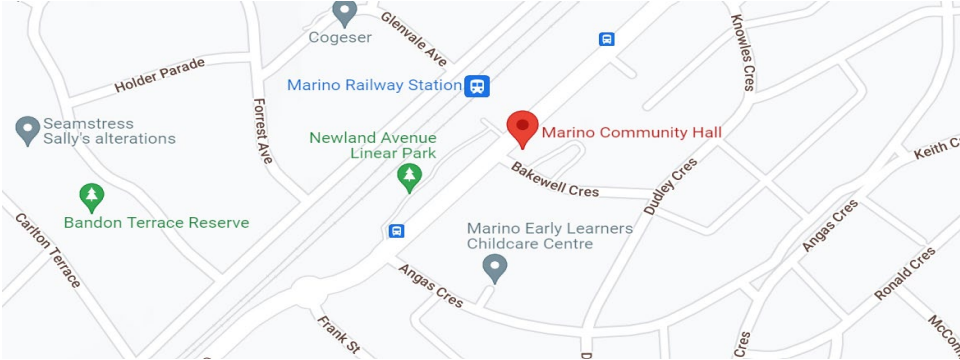 Cogeser
Glenvale Ave
Knowles Cres
Holder Parade
Marino Railway Station
Forrest Ave
Seamstress
Sally's alterations
Newland Avenue
Linear Park
Marino Community Hall
Keith
Bakewell Cres
Dudley Cres
Bandon Terrace Reserve
Carlton Terrace
Marino Early Learners
Childcare Centre
Angas Cres
Angas Cres
Ronald Cres
Frank St
Cres